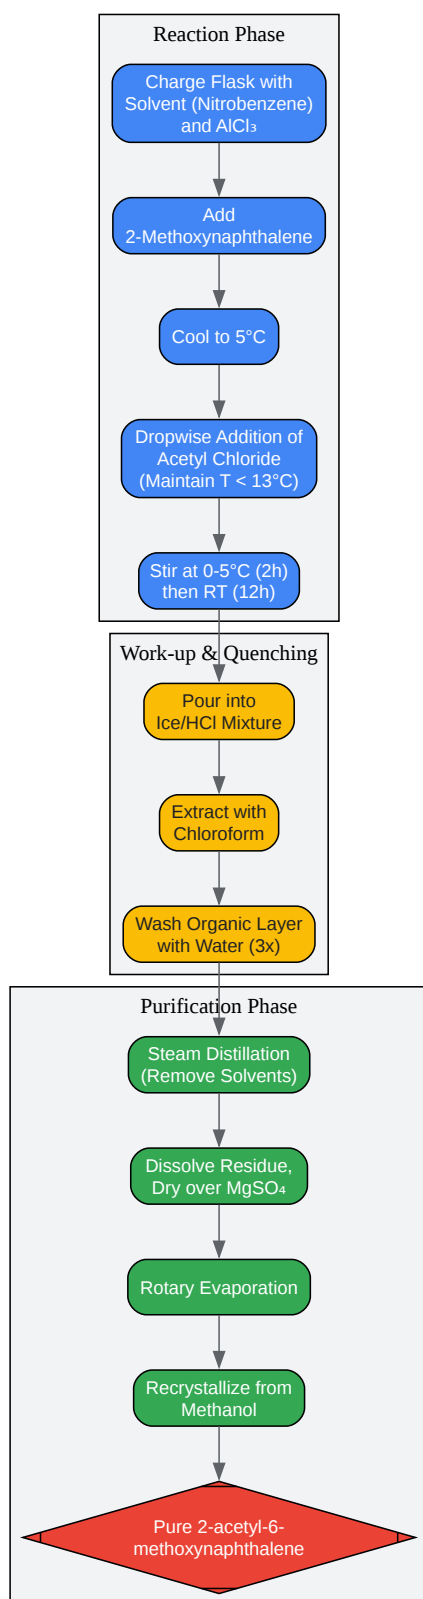 Reaction Phase
Charge Flask with
Solvent (Nitrobenzene)
and AlCl₃
Add
2-Methoxynaphthalene
Cool to 5°C
Dropwise Addition of
Acetyl Chloride
(Maintain T < 13°C)
Stir at 0-5°C (2h)
then RT (12h)
Work-up & Quenching
Pour into
Ice/HCl Mixture
Extract with
Chloroform
Wash Organic Layer
with Water (3x)
Purification Phase
Steam Distillation
(Remove Solvents)
Dissolve Residue,
Dry over MgSO₄
Rotary Evaporation
Recrystallize from
Methanol
Pure 2-acetyl-6-
methoxynaphthalene